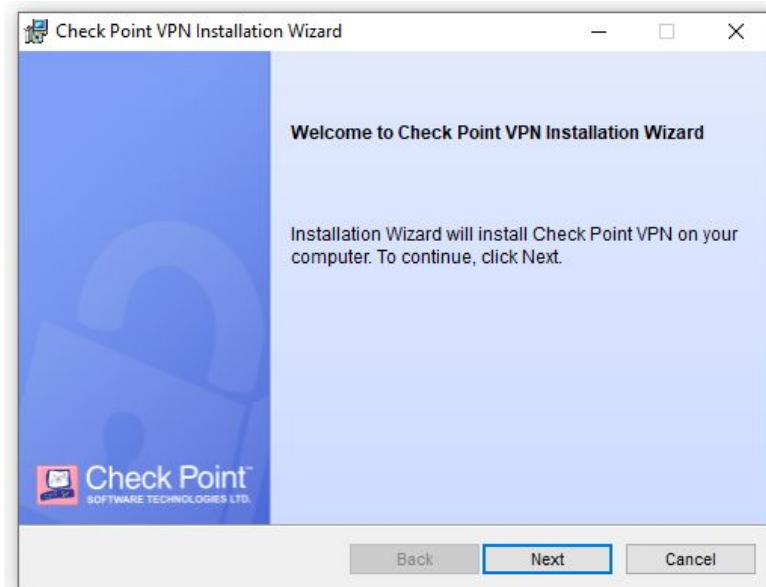 Check Point VPN Installation Wizard
Welcome to Check Point VPN Installation Wizard
Installation Wizard will install Check Point VPN on your
computer. To continue, click Next.
Check Point™
SOFTWARE TECHNOLOGIES LTD.
Back Next Cancel